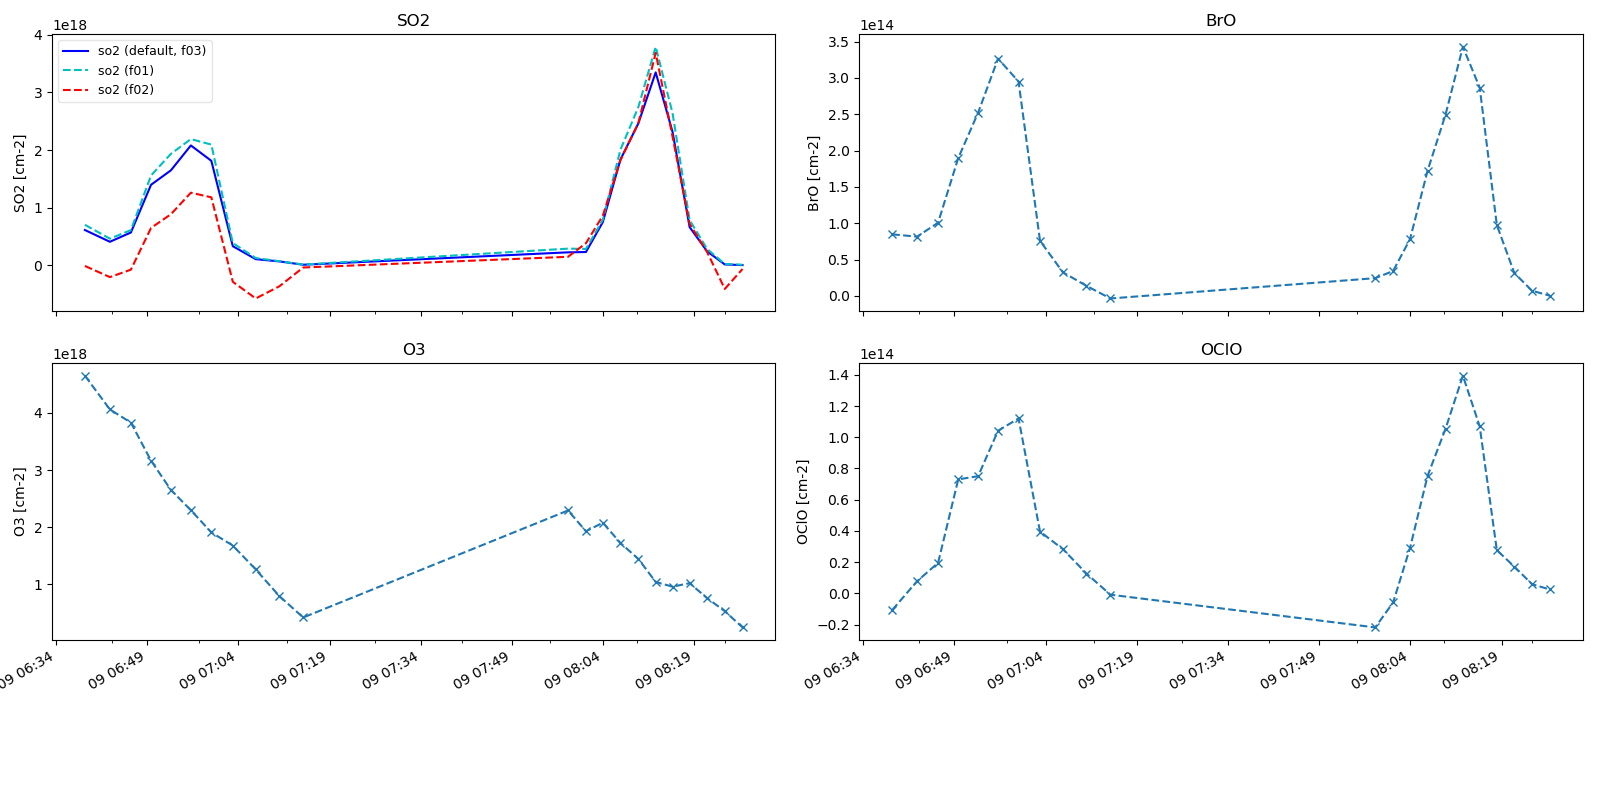 SO2
1e18
so2 (default, f03)
so2 (f01)
so2 (f02)
SO2 [cm-2]
4
3
2
1
0
BrO
1e14
BrO [cm-2]
3.5
3.0
2.5
2.0
1.5
1.0
0.5
0.0
O3
1e18
O3 [cm-2]
4
3
2
1
09 06:34
09 06:49
09 07:04
09 07:19
09 07:34
09 07:49
09 08:04
09 08:19
OClO
1e14
OClO [cm-2]
1.4
1.2
1.0
0.8
0.6
0.4
0.2
0.0
−0.2
09 06:34
09 06:49
09 07:04
09 07:19
09 07:34
09 07:49
09 08:04
09 08:19